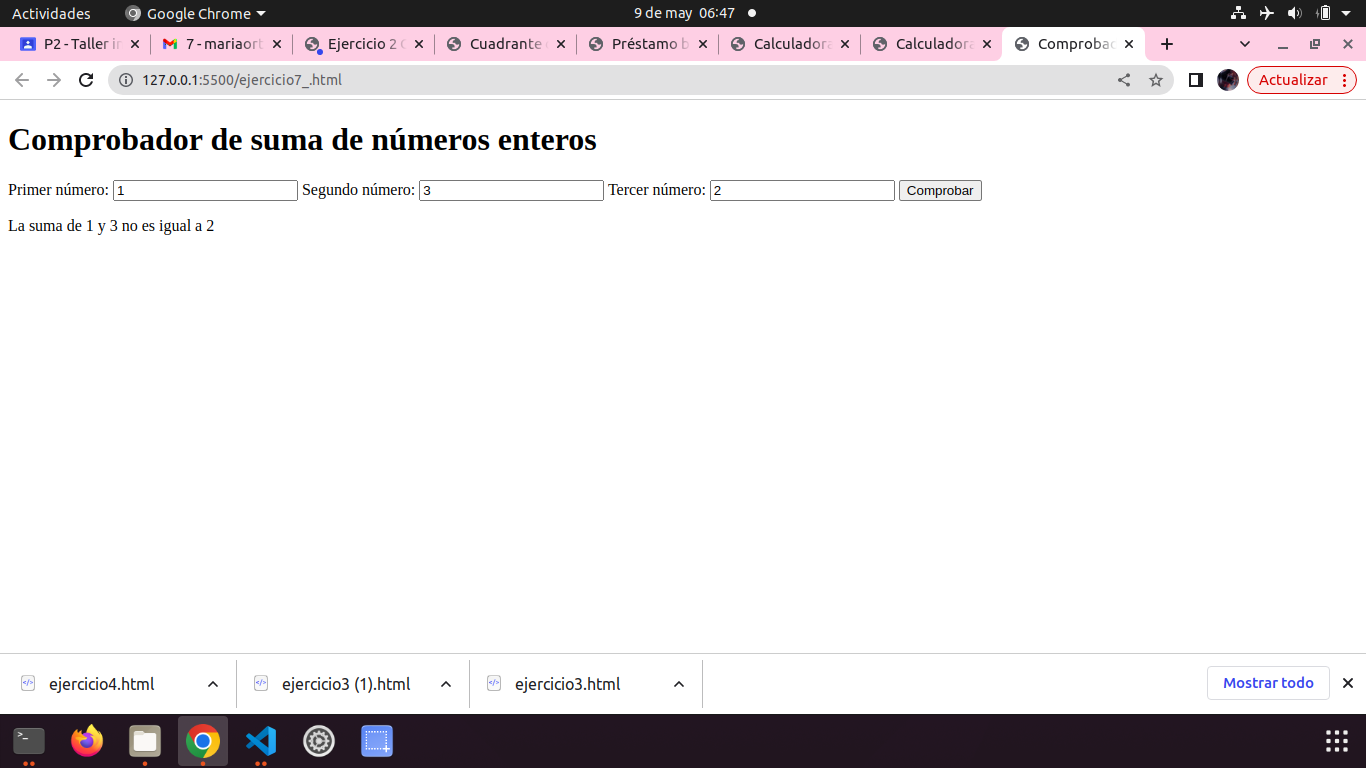 Actividades Google Chrome 9 de may 06:47
P2 - Taller in 7 - mariaort Ejercicio 2 C Cuadrante Préstamo b Calculadora Calculadora Comprobac
127.0.0.1:5500/ejercicio7_.html Actualizar
Comprobador de suma de números enteros
Primer número: 1 Segundo número: 3 Tercer número: 2 Comprobar
La suma de 1 y 3 no es igual a 2
ejercicio4.html ejercicio3 (1).html ejercicio3.html Mostrar todo